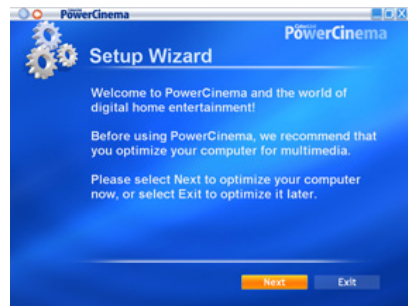 CyberLink
PowerCinema
CyberLink
PowerCinema
Setup Wizard
Welcome to PowerCinema and the world of
digital home entertainment!
Before using PowerCinema, we recommend that
you optimize your computer for multimedia.
Please select Next to optimize your computer
now, or select Exit to optimize it later.
Next Exit